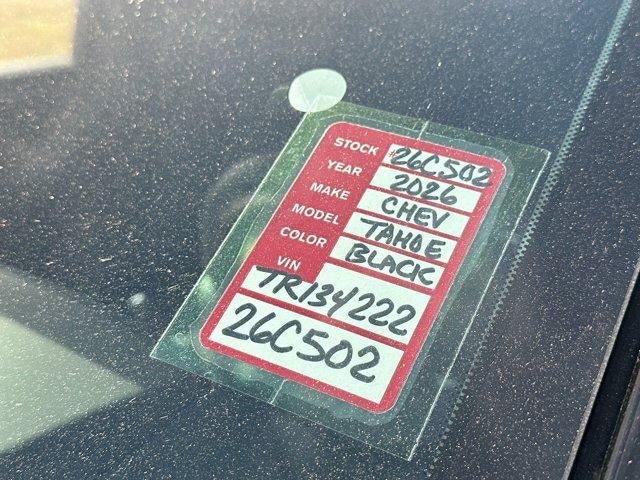 STOCK 26C502
YEAR 2026
MAKE CHEV
MODEL TAHOE
COLOR BLACK
VIN
TR134222
26C502